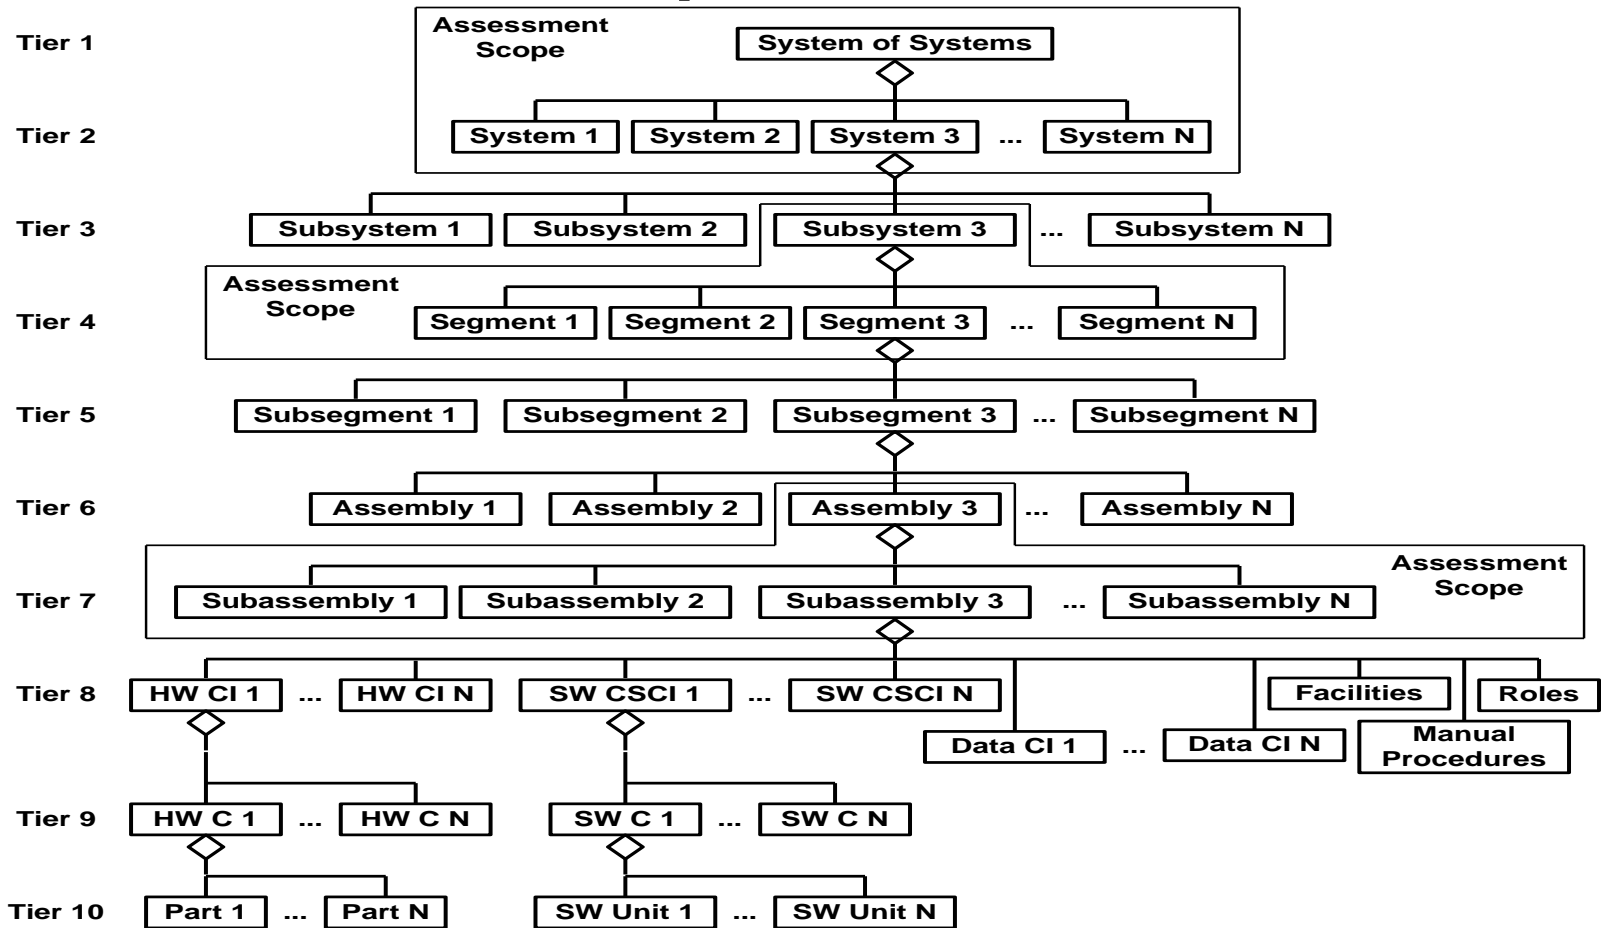 Assessment
Scope
Tier 1 System of Systems
Tier 2 System 1 System 2 System 3 ... System N
Tier 3 Subsystem 1 Subsystem 2 Subsystem 3 ... Subsystem N
Assessment
Scope
Tier 4 Segment 1 Segment 2 Segment 3 ... Segment N
Tier 5 Subsegment 1 Subsegment 2 Subsegment 3 ... Subsegment N
Tier 6 Assembly 1 Assembly 2 Assembly 3 ... Assembly N
Assessment
Scope
Tier 7 Subassembly 1 Subassembly 2 Subassembly 3 ... Subassembly N
Tier 8 HW CI 1 ... HW CI N SW CSCI 1 ... SW CSCI N Facilities Roles
Data CI 1 ... Data CI N Manual
Procedures
Tier 9 HW C 1 ... HW C N SW C 1 ... SW C N
Tier 10 Part 1 ... Part N SW Unit 1 ... SW Unit N